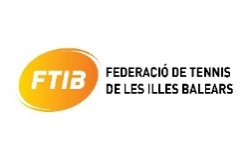 FTIB
FEDERACIÓ DE TENNIS
DE LES ILLES BALEARS